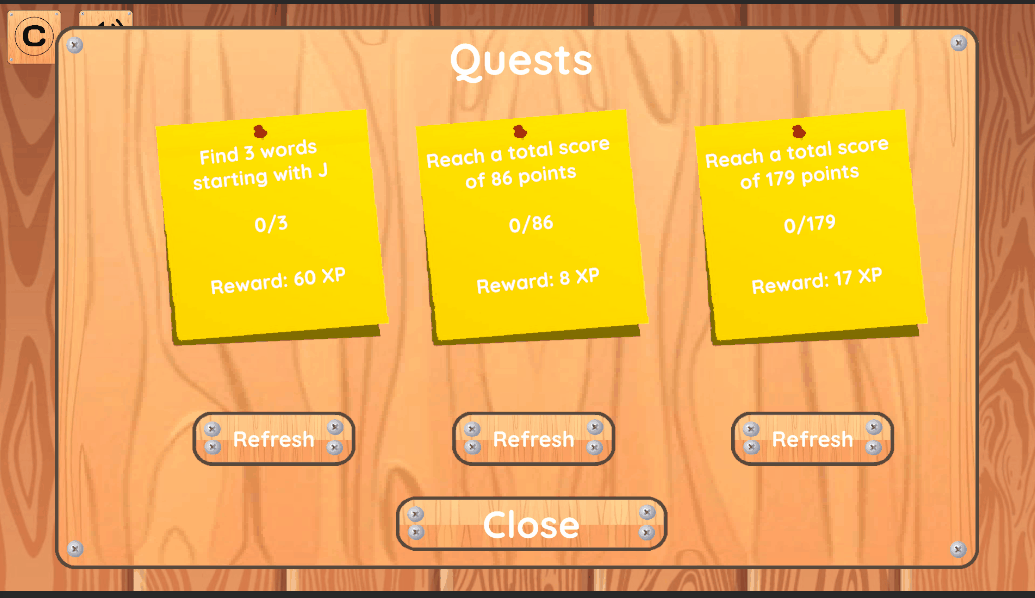 C
Quests
Find 3 words
starting with J
0/3
Reward: 60 XP
Reach a total score
of 86 points
0/86
Reward: 8 XP
Reach a total score
of 179 points
0/179
Reward: 17 XP
Refresh
Refresh
Refresh
Close